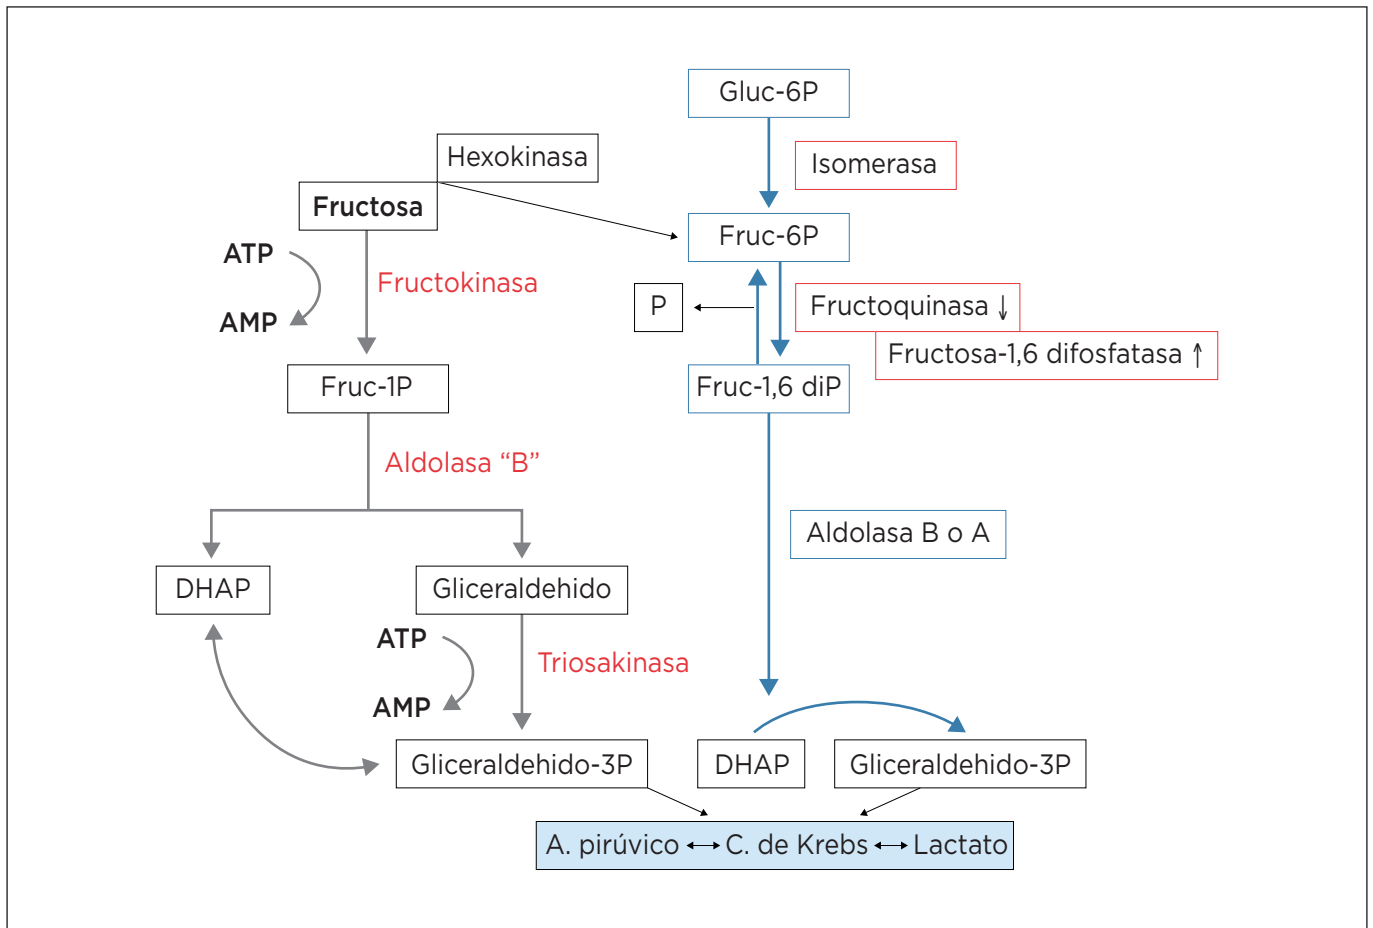 Gluc-6P
Hexokinasa
Isomerasa
Fructosa
Fruc-6P
ATP
Fructokinasa
AMP
P
Fructoquinasa ↓
Fructosa-1,6 difosfatasa ↑
Fruc-1P
Fruc-1,6 diP
Aldolasa “B”
Aldolasa B o A
DHAP
Gliceraldehido
ATP
Triosakinasa
AMP
Gliceraldehido-3P
DHAP
Gliceraldehido-3P
A. pirúvico ↔ C. de Krebs ↔ Lactato